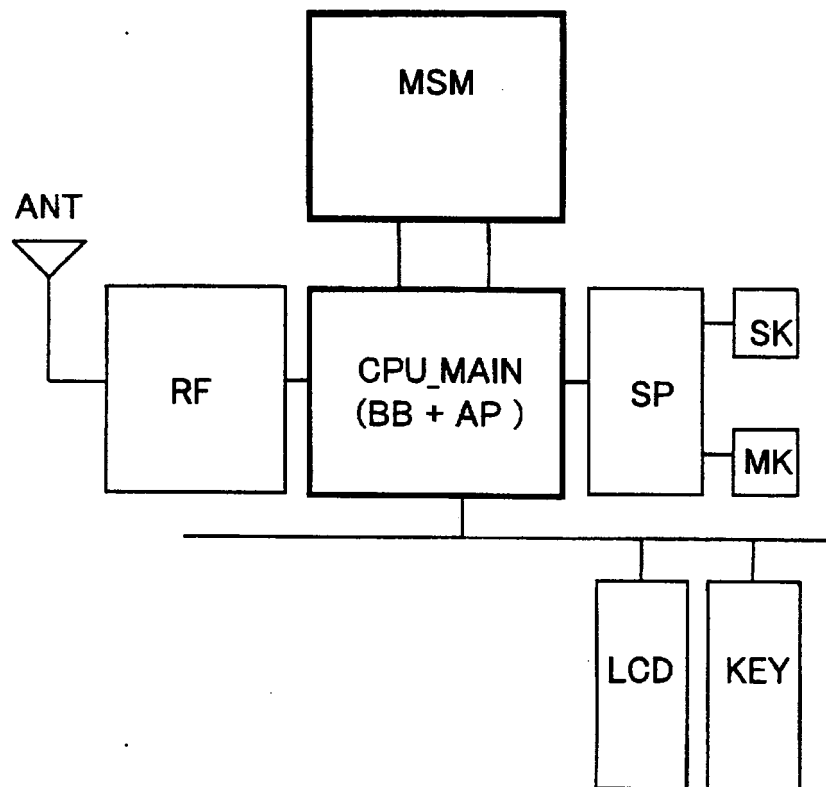 MSM
ANT
RF
CPU_MAIN
(BB + AP )
SP
SK
MK
LCD
KEY